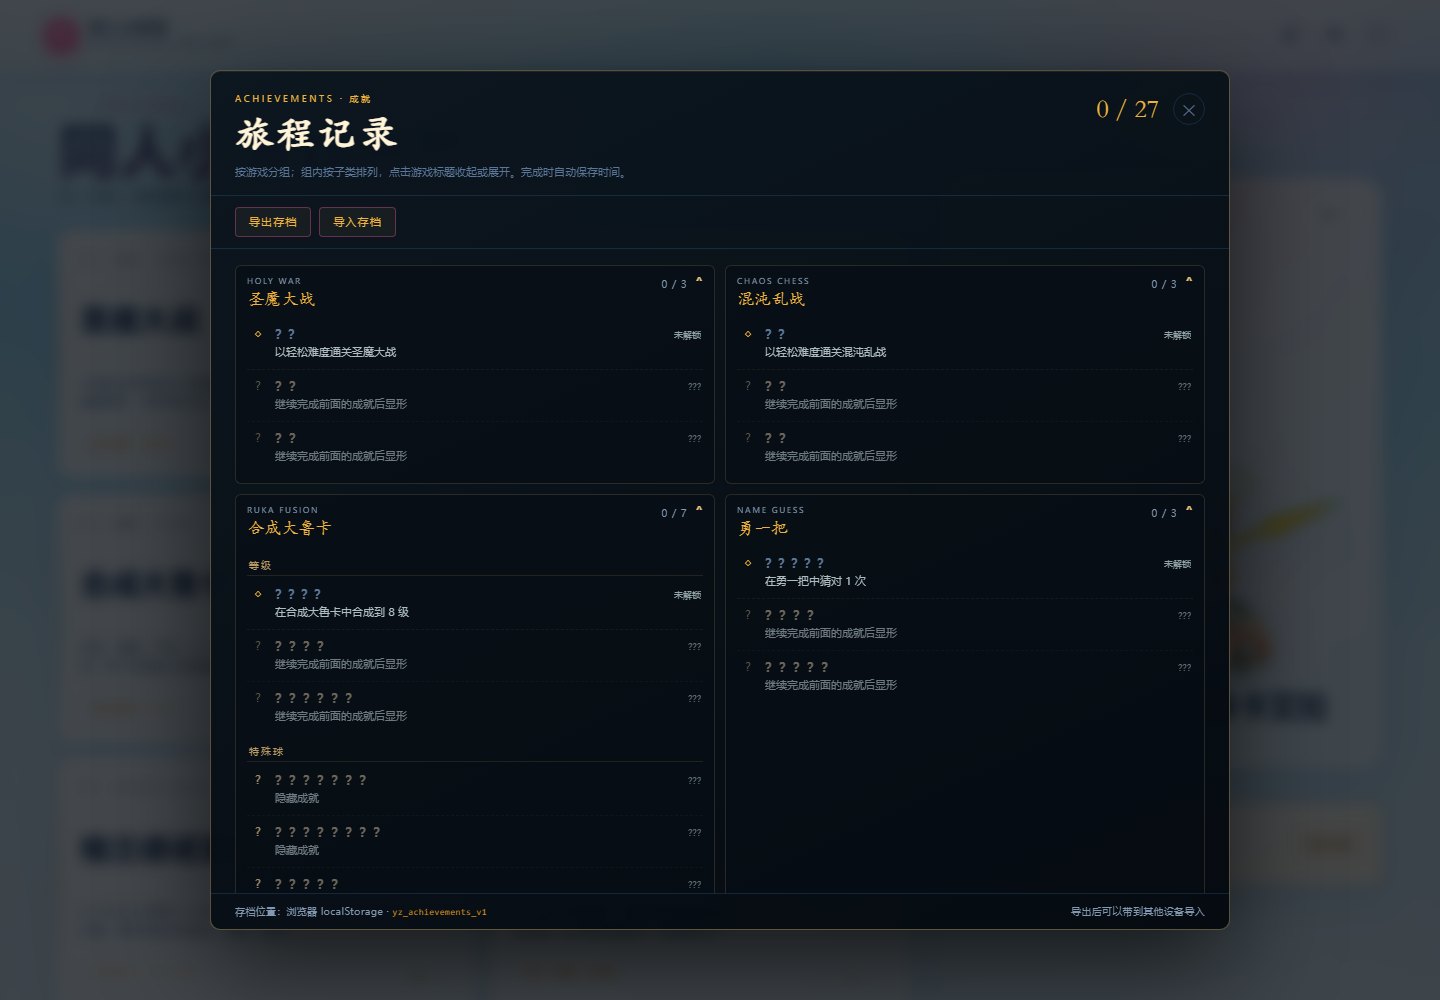 ACHIEVEMENTS · 成就
旅程记录
按游戏分组；组内按子类排列，点击游戏标题收起或展开。完成时自动保存时间。
0 / 27
导出存档
导入存档
HOLY WAR
圣魔大战
0 / 3
? ?
未解锁
以轻松难度通关圣魔大战
? ? ?
???
继续完成前面的成就后显形
? ? ?
???
继续完成前面的成就后显形
CHAOS CHESS
混沌乱战
0 / 3
? ?
未解锁
以轻松难度通关混沌乱战
? ? ?
???
继续完成前面的成就后显形
? ? ?
???
继续完成前面的成就后显形
RUKA FUSION
合成大鲁卡
0 / 7
等级
? ? ? ?
未解锁
在合成大鲁卡中合成到 8 级
? ? ? ? ?
???
继续完成前面的成就后显形
? ? ? ? ? ? ?
???
继续完成前面的成就后显形
特殊球
? ? ? ? ? ? ? ?
???
隐藏成就
? ? ? ? ? ? ? ? ?
???
隐藏成就
? ? ? ? ? ?
???
NAME GUESS
勇一把
0 / 3
? ? ? ? ?
未解锁
在勇一把中猜对 1 次
? ? ? ? ?
???
继续完成前面的成就后显形
? ? ? ? ? ?
???
继续完成前面的成就后显形
存档位置：浏览器 localStorage · yz_achievements_v1
导出后可以带到其他设备导入